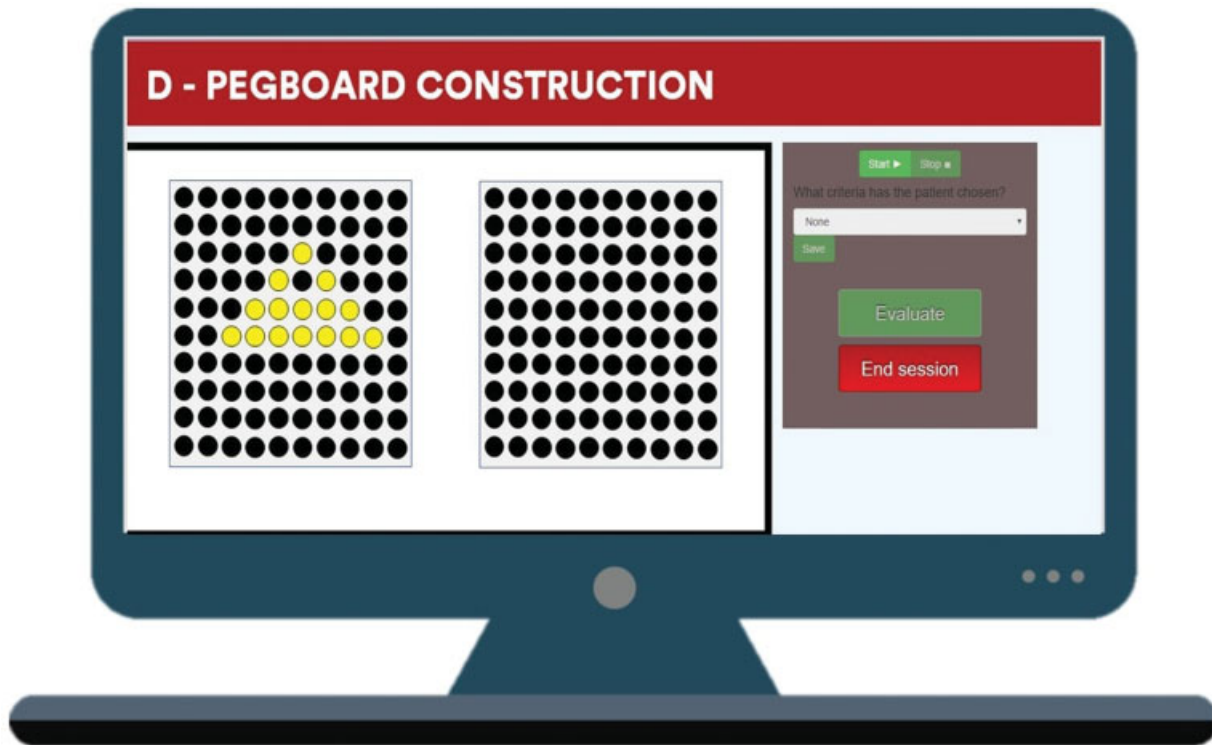 D - PEGBOARD CONSTRUCTION
Start ▶ Stop ■
What criteria has the patient chosen?
None
Save
Evaluate
End session